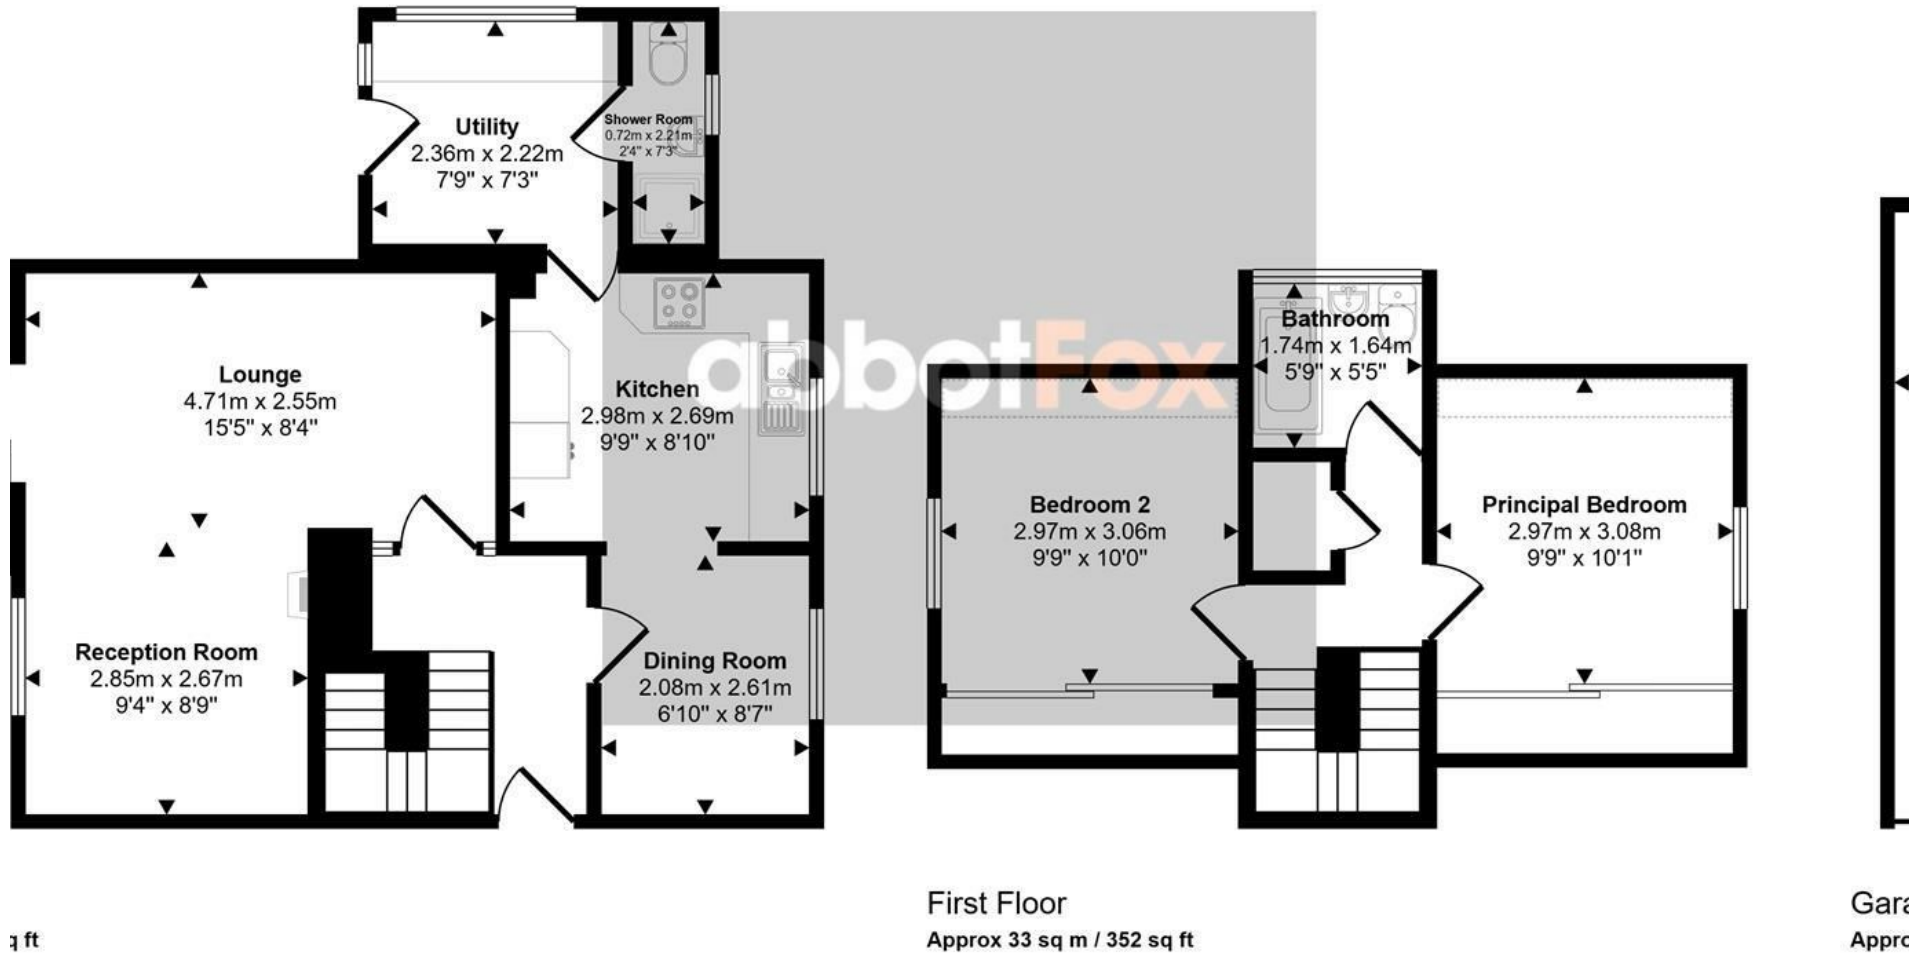 Utility
2.36m x 2.22m
7'9" x 7'3"
Shower Room
0.72m x 2.21m
2'4" x 7'3"
Lounge
4.71m x 2.55m
15'5" x 8'4"
Kitchen
2.98m x 2.69m
9'9" x 8'10"
abbotFox
Reception Room
2.85m x 2.67m
9'4" x 8'9"
Dining Room
2.08m x 2.61m
6'10" x 8'7"
Bathroom
1.74m x 1.64m
5'9" x 5'5"
Bedroom 2
2.97m x 3.06m
9'9" x 10'0"
Principal Bedroom
2.97m x 3.08m
9'9" x 10'1"
q ft
First Floor
Approx 33 sq m / 352 sq ft
Gara
Appro